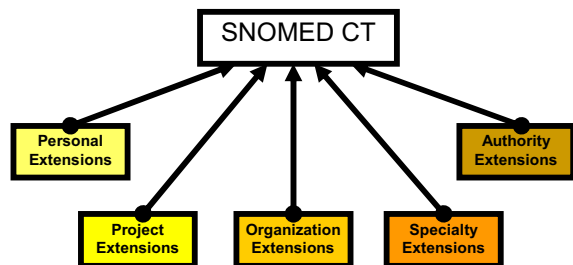 SNOMED CT
Personal
Extensions
Authority
Extensions
Project
Extensions
Organization
Extensions
Specialty
Extensions